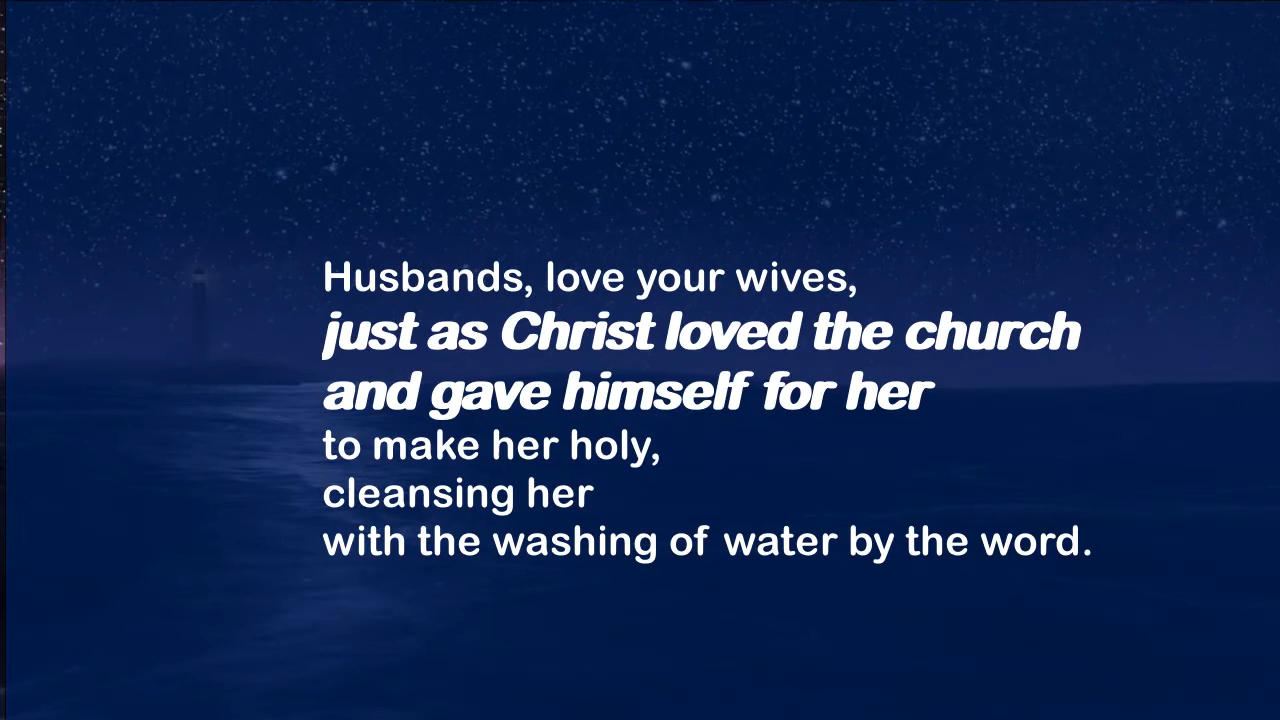 Husbands, love your wives,
just as Christ loved the church
and gave himself for her
to make her holy,
cleansing her
with the washing of water by the word.